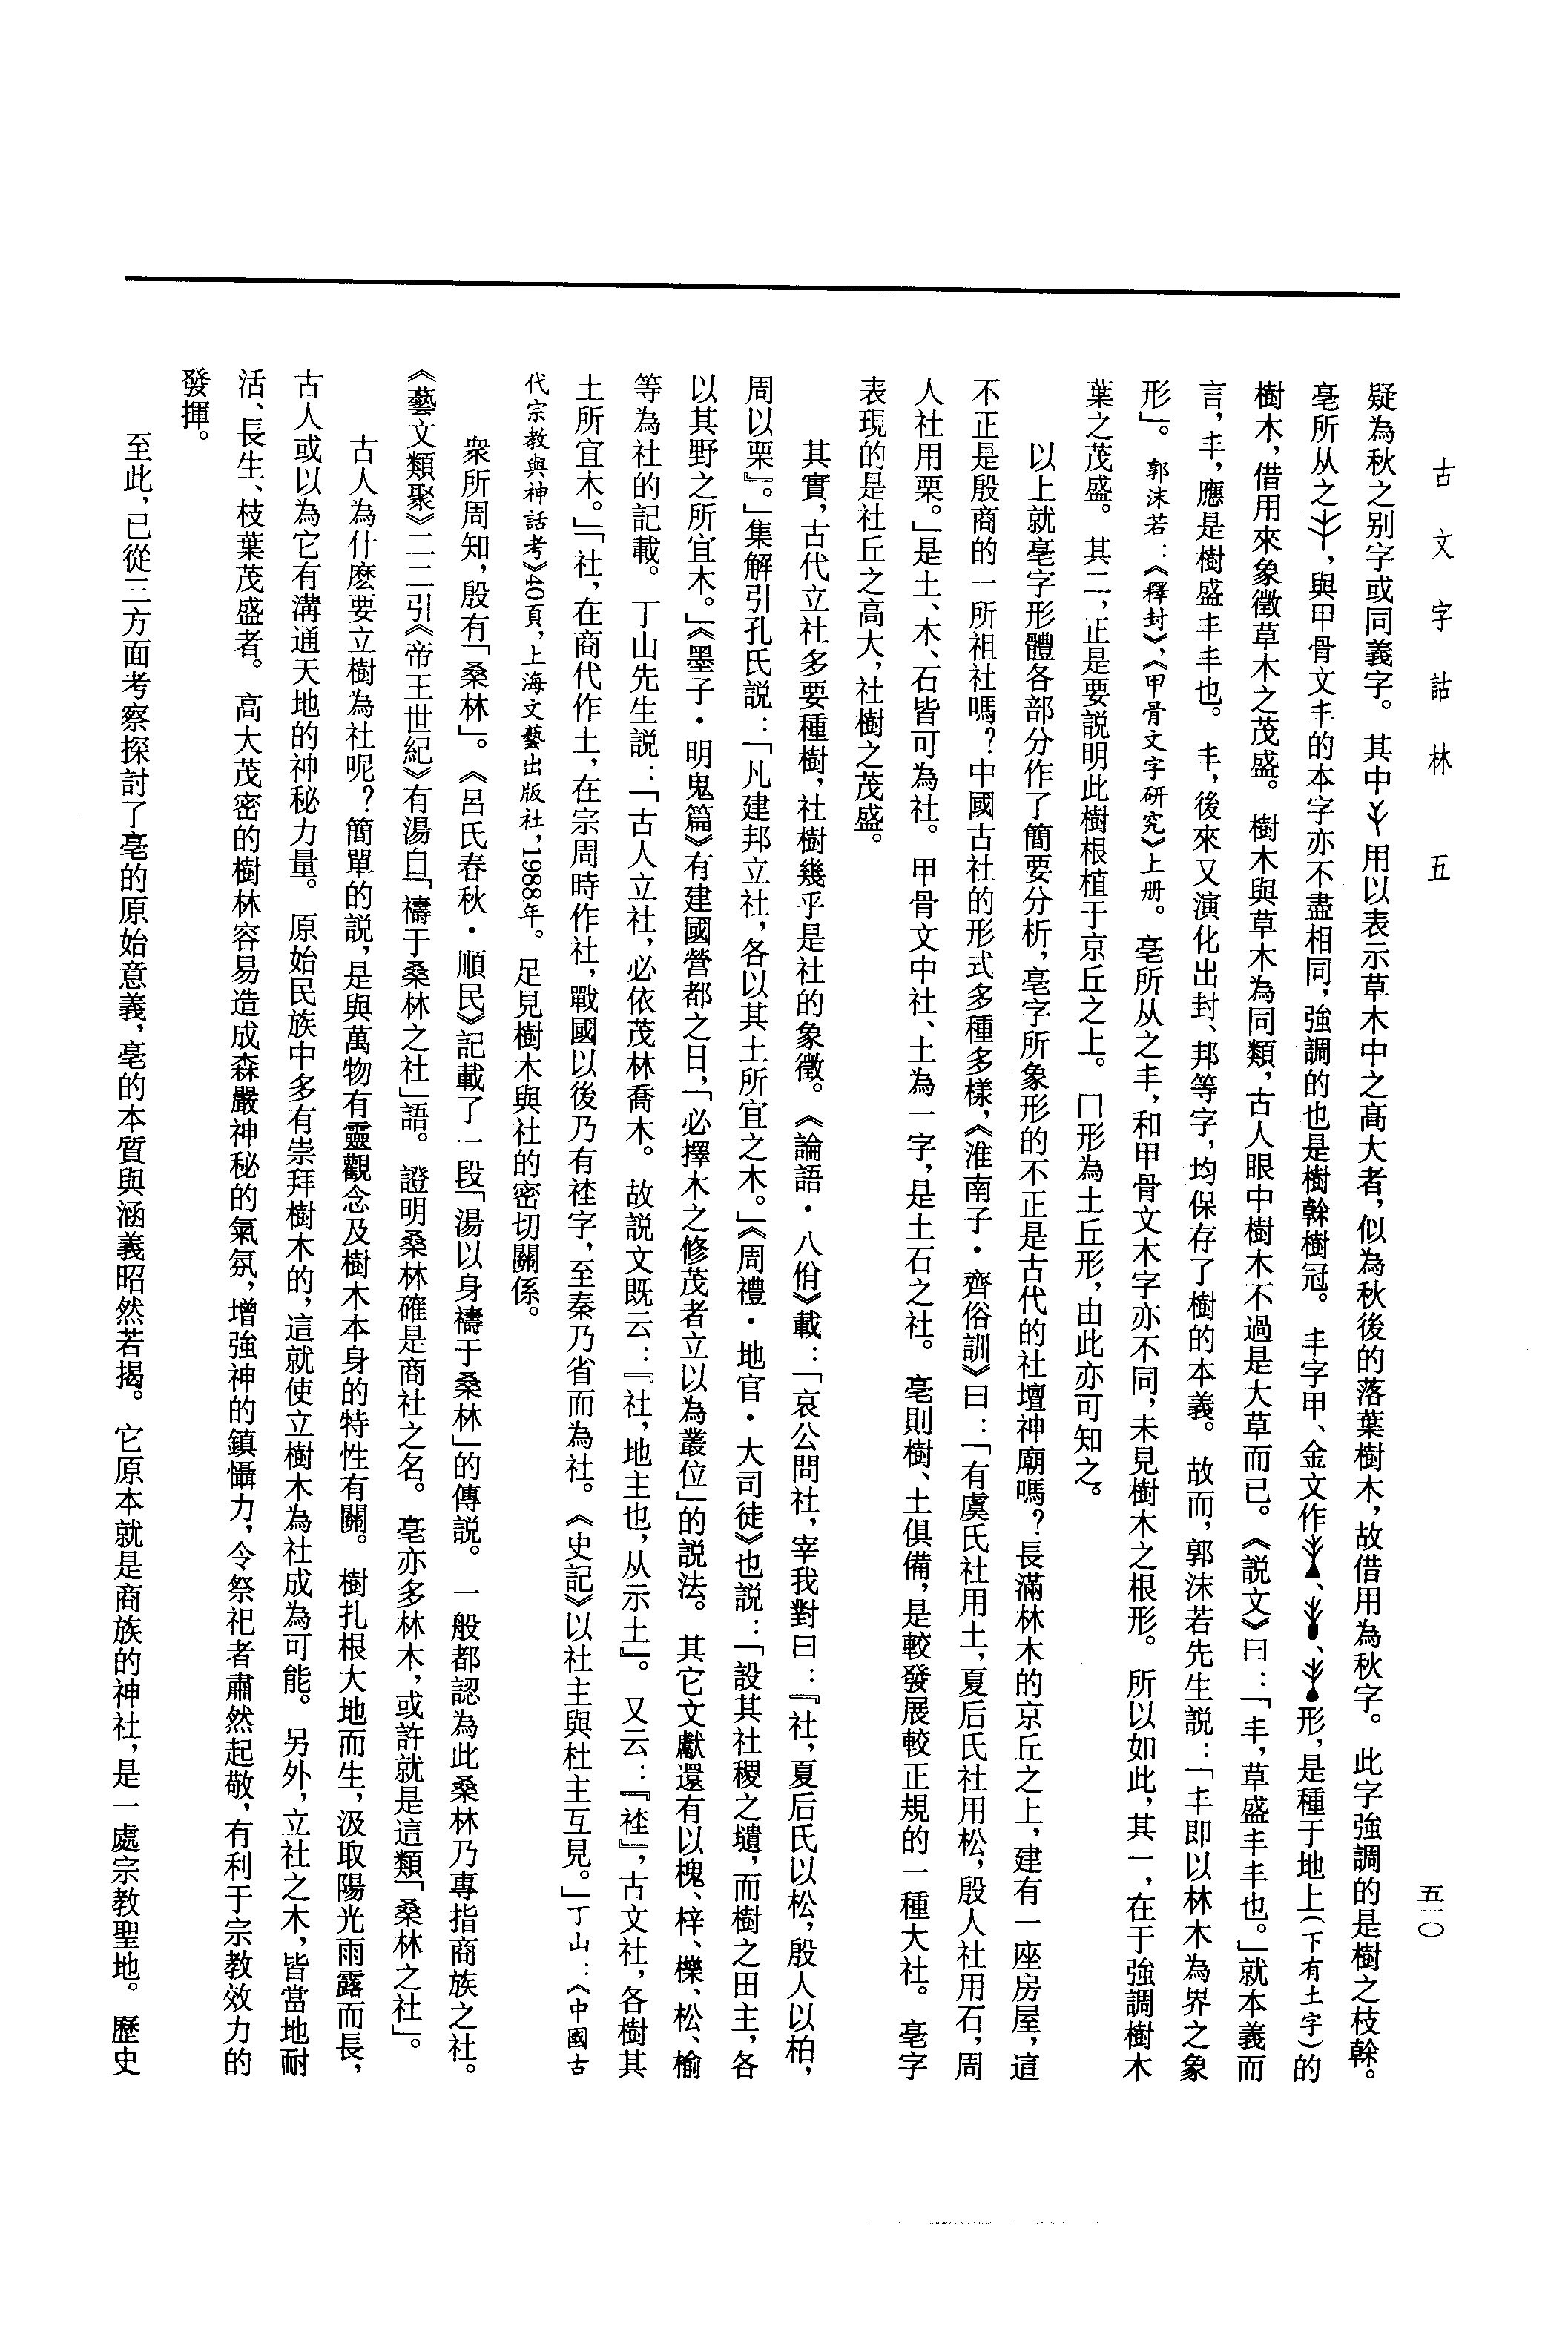 古文字詁林 五
五一〇
疑為秋之別字或同義字。其中用以表示草木中之高大者，似為秋後的落葉樹木，故借用為秋字。此字強調的是樹之枝榦。
亳所从之，與甲骨文丰的本字亦不盡相同，強調的也是樹榦樹冠。丰字甲、金文作、、形，是種于地上（下有土字）的
樹木，借用來象徵草木之茂盛。樹木與草木為同類，古人眼中樹木不過是大草而已。《説文》曰：「丰，草盛丰丰也。」就本義而
言，丰，應是樹盛丰丰也。丰，後來又演化出封、邦等字，均保存了樹的本義。故而，郭沫若先生説：「丰即以林木為界之象
形」。郭沫若：《釋封》，《甲骨文字研究》上册。亳所从之丰，和甲骨文木字亦不同，未見樹木之根形。所以如此，其一，在于強調樹木
葉之茂盛。其二，正是要説明此樹根植于京丘之上。冂形為土丘形，由此亦可知之。
以上就亳字形體各部分作了簡要分析，亳字所象形的不正是古代的社壇神廟嗎？長滿林木的京丘之上，建有一座房屋，這
不正是殷商的一所祖社嗎？中國古社的形式多種多樣，《淮南子·齊俗訓》曰：「有虞氏社用土，夏后氏社用松，殷人社用石，周
人社用栗。」是土、木、石皆可為社。甲骨文中社、土為一字，是土石之社。亳則樹、土俱備，是較發展較正規的一種大社。亳字
表現的是社丘之高大，社樹之茂盛。
其實，古代立社多要種樹，社樹幾乎是社的象徵。《論語·八佾》載：「哀公問社，宰我對曰：『社，夏后氏以松，殷人以柏，
周以栗』。」集解引孔氏説：「凡建邦立社，各以其土所宜之木。」《周禮·地官·大司徒》也説：「設其社稷之壝，而樹之田主，各
以其野之所宜木。」《墨子·明鬼篇》有建國營都之日，「必擇木之修茂者立以為叢位」的説法。其它文獻還有以槐、梓、櫟、松、榆
等為社的記載。丁山先生説：「古人立社，必依茂林喬木。故説文既云：『社，地主也，从示土』。又云：『𥙭』，古文社，各樹其
土所宜木。」「社，在商代作土，在宗周時作社，戰國以後乃有𥙭字，至秦乃省而為社。《史記》以社主與杜主互見。」丁山：《中國古
代宗教與神話考》40頁，上海文藝出版社，1988年。足見樹木與社的密切關係。
衆所周知，殷有「桑林」。《呂氏春秋·順民》記載了一段「湯以身禱于桑林」的傳説。一般都認為此桑林乃專指商族之社。
《藝文類聚》二二引《帝王世紀》有湯自「禱于桑林之社」語。證明桑林確是商社之名。亳亦多林木，或許就是這類「桑林之社」。
古人為什麼要立樹為社呢？簡單的説，是與萬物有靈觀念及樹木本身的特性有關。樹扎根大地而生，汲取陽光雨露而長，
古人或以為它有溝通天地的神秘力量。原始民族中多有崇拜樹木的，這就使立樹木為社成為可能。另外，立社之木，皆當地耐
活、長生、枝葉茂盛者。高大茂密的樹林容易造成森嚴神秘的氣氛，增強神的鎮懾力，令祭祀者肅然起敬，有利于宗教效力的
發揮。
至此，已從三方面考察探討了亳的原始意義，亳的本質與涵義昭然若揭。它原本就是商族的神社，是一處宗教聖地。歷史